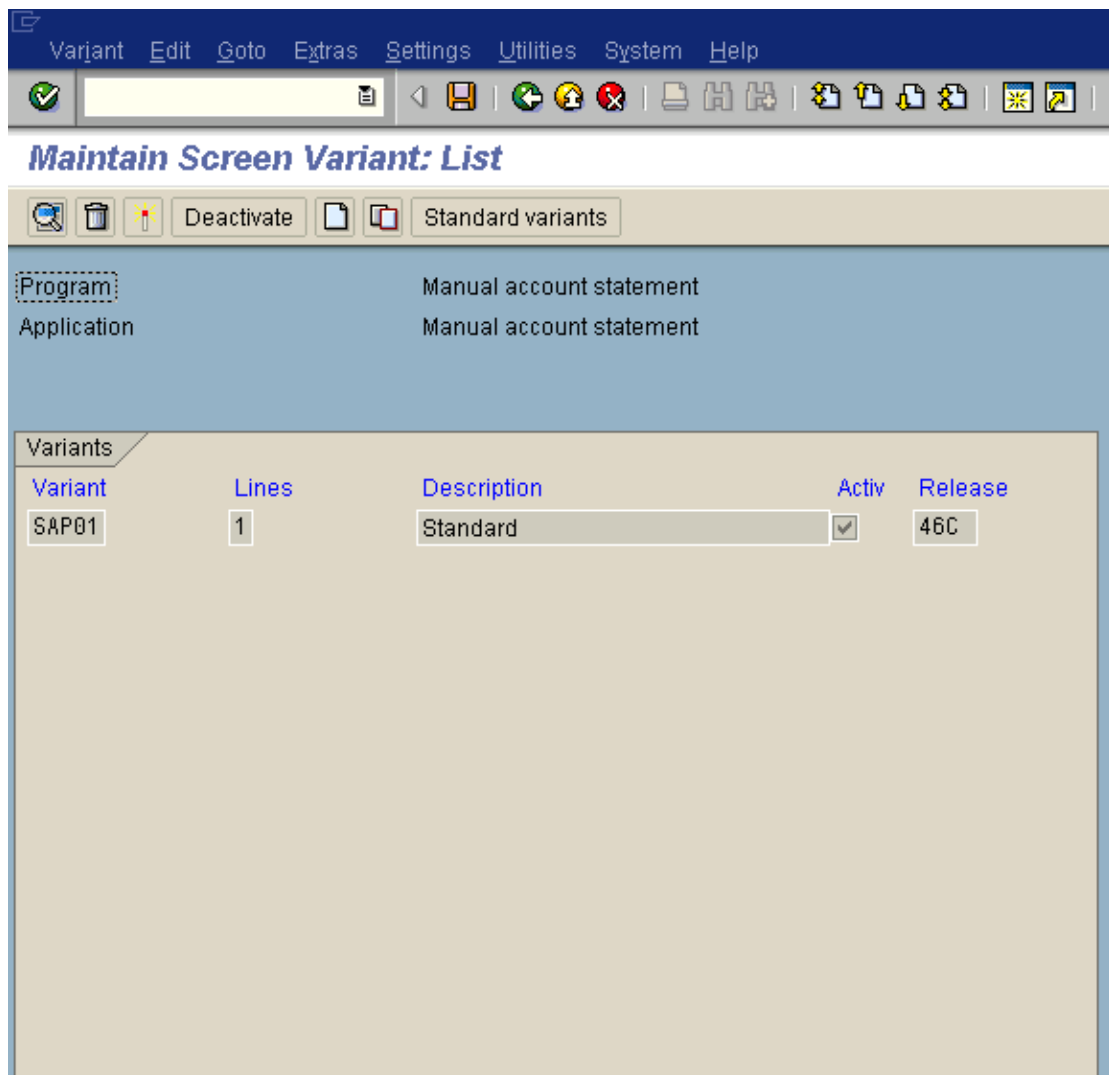 Variant Edit Goto Extras Settings Utilities System Help
Maintain Screen Variant: List
Deactivate Standard variants
Program Manual account statement
Application Manual account statement
Variants
Variant Lines Description Activ Release
SAP01 1 Standard 46C